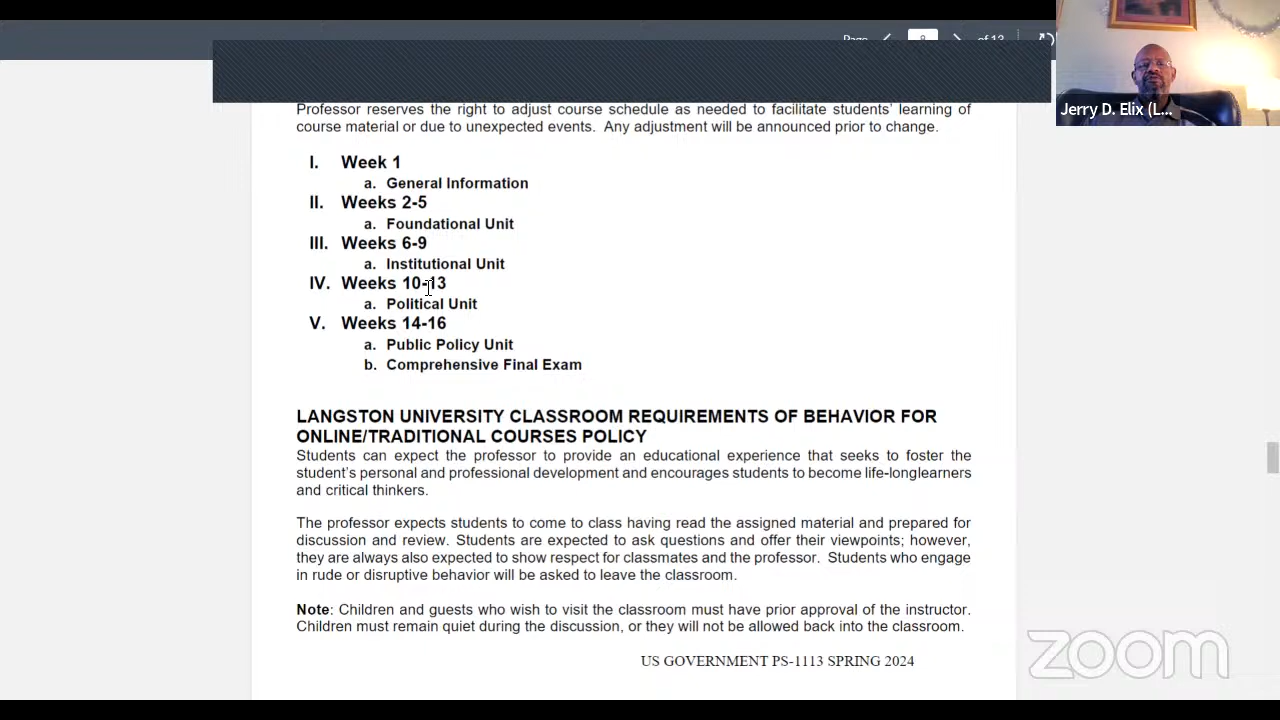 Page 8 of 13
Jerry D. Elix (L...
Professor reserves the right to adjust course schedule as needed to facilitate students' learning of
course material or due to unexpected events. Any adjustment will be announced prior to change.
I. Week 1
a. General Information
II. Weeks 2-5
a. Foundational Unit
III. Weeks 6-9
a. Institutional Unit
IV. Weeks 10-13
a. Political Unit
V. Weeks 14-16
a. Public Policy Unit
b. Comprehensive Final Exam
LANGSTON UNIVERSITY CLASSROOM REQUIREMENTS OF BEHAVIOR FOR
ONLINE/TRADITIONAL COURSES POLICY
Students can expect the professor to provide an educational experience that seeks to foster the
student's personal and professional development and encourages students to become life-longlearners
and critical thinkers.
The professor expects students to come to class having read the assigned material and prepared for
discussion and review. Students are expected to ask questions and offer their viewpoints; however,
they are always also expected to show respect for classmates and the professor. Students who engage
in rude or disruptive behavior will be asked to leave the classroom.
Note: Children and guests who wish to visit the classroom must have prior approval of the instructor.
Children must remain quiet during the discussion, or they will not be allowed back into the classroom.
US GOVERNMENT PS-1113 SPRING 2024
zoom